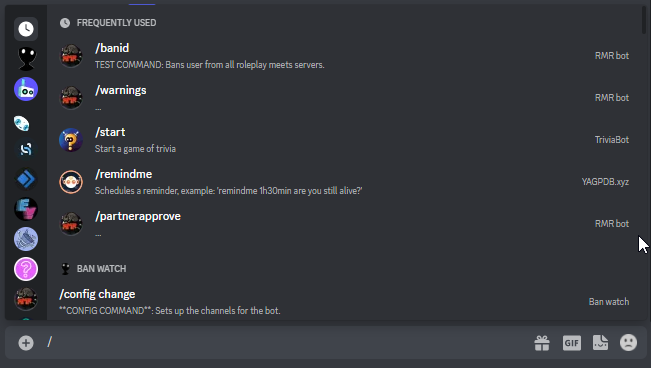 FREQUENTLY USED
/banid
TEST COMMAND: Bans user from all roleplay meets servers.
RMR bot
/warnings
...
RMR bot
/start
Start a game of trivia
TriviaBot
/remindme
Schedules a reminder, example: 'remindme 1h30min are you still alive?'
YAGPDB.xyz
/partnerapprove
...
RMR bot
BAN WATCH
/config change
**CONFIG COMMAND**: Sets up the channels for the bot.
Ban watch
/
GIF